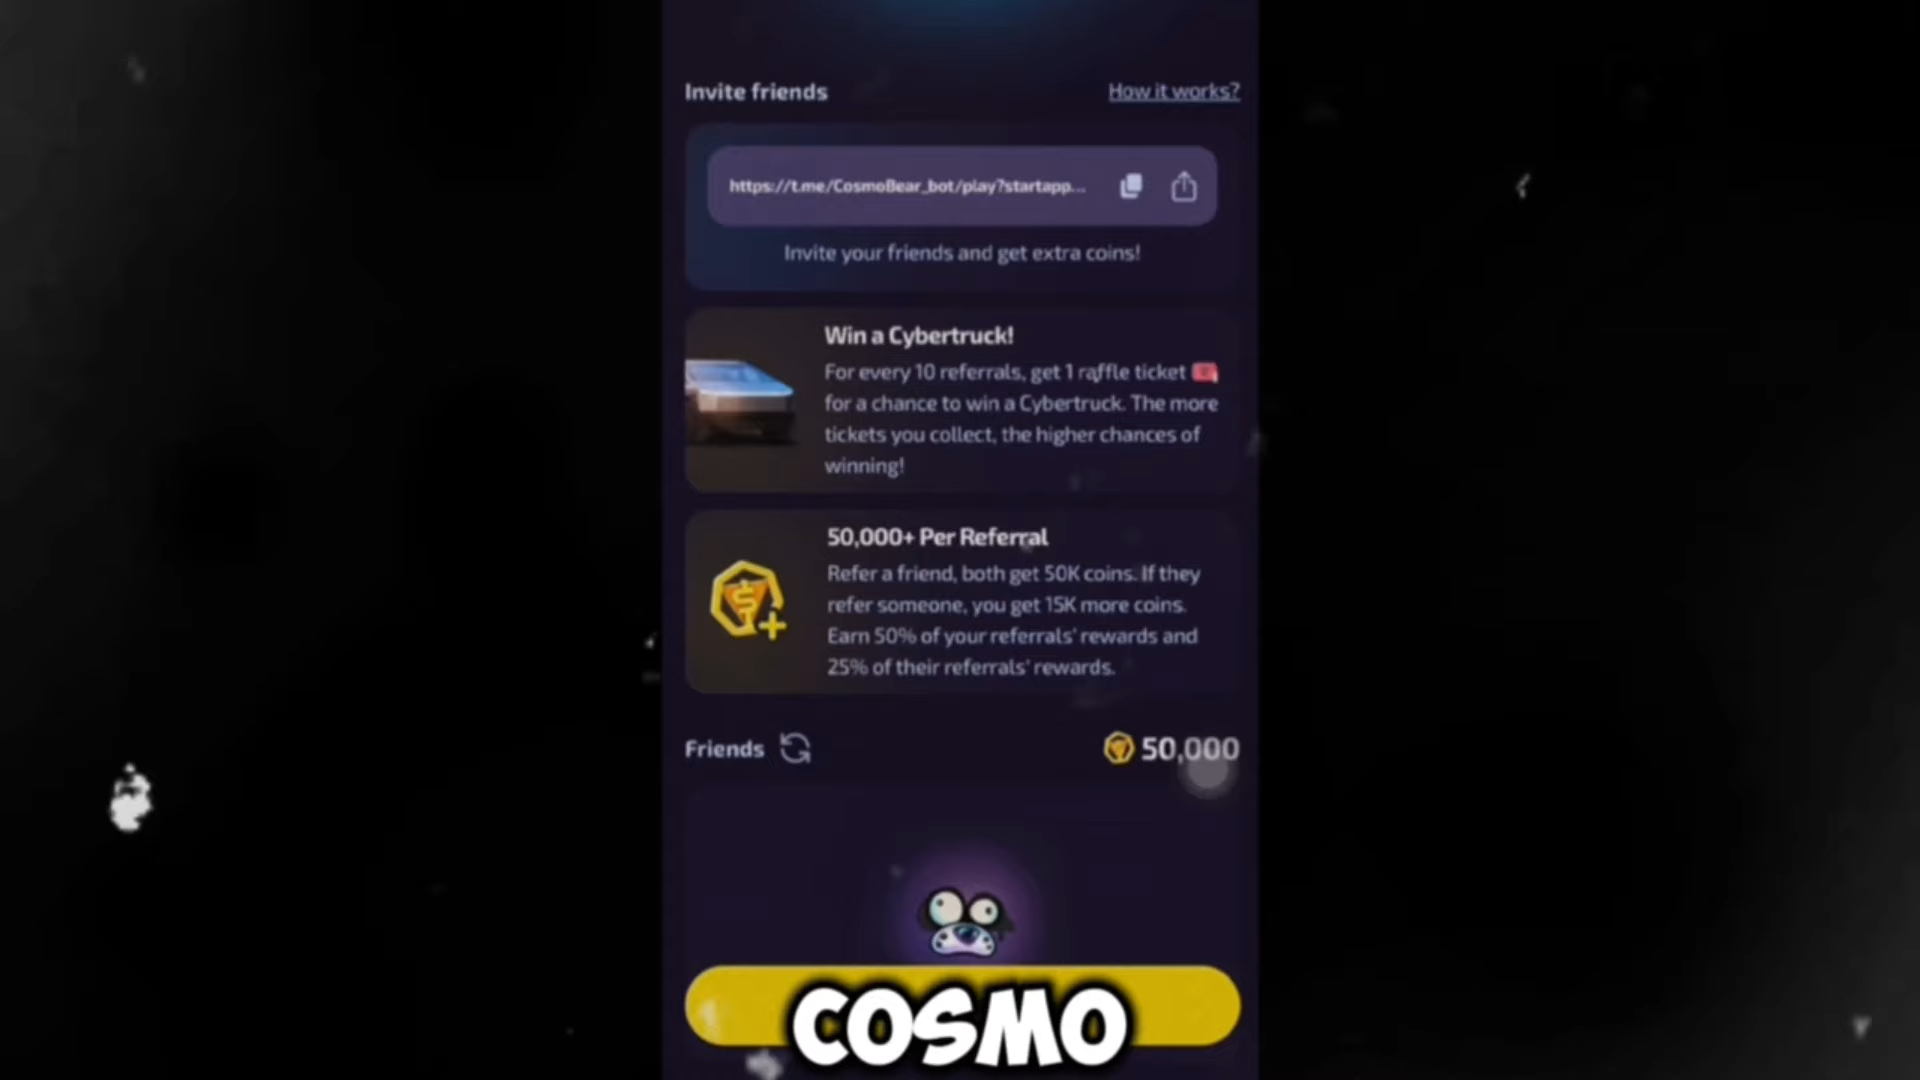 Invite friends
How it works?
https://t.me/CosmoBear_bot/play?startapp...
Invite your friends and get extra coins!
Win a Cybertruck!
For every 10 referrals, get 1 raffle ticket
for a chance to win a Cybertruck. The more
tickets you collect, the higher chances of
winning!
50,000+ Per Referral
Refer a friend, both get 50K coins. If they
refer someone, you get 15K more coins.
Earn 50% of your referrals' rewards and
25% of their referrals' rewards.
Friends
50,000
COSMO